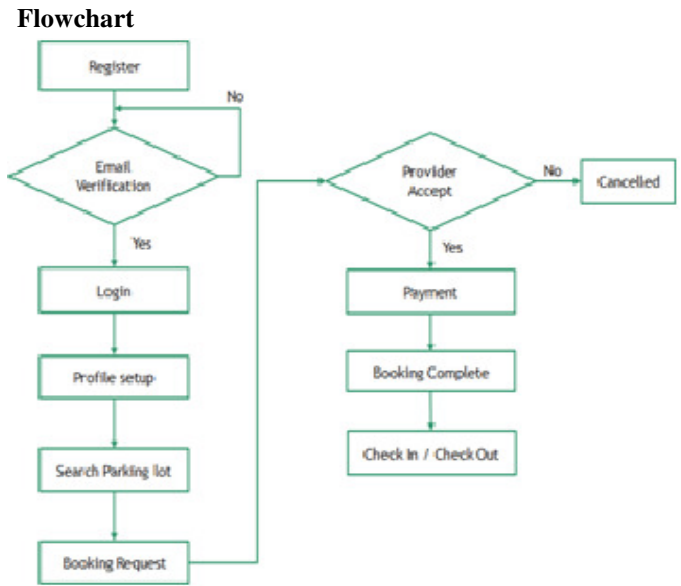 Flowchart
Register
No
Email
Verification
Yes
Login
Profile setup
Search Parking lot
Booking Request
Provider
Accept
No
Cancelled
Yes
Payment
Booking Complete
Check In / Check Out